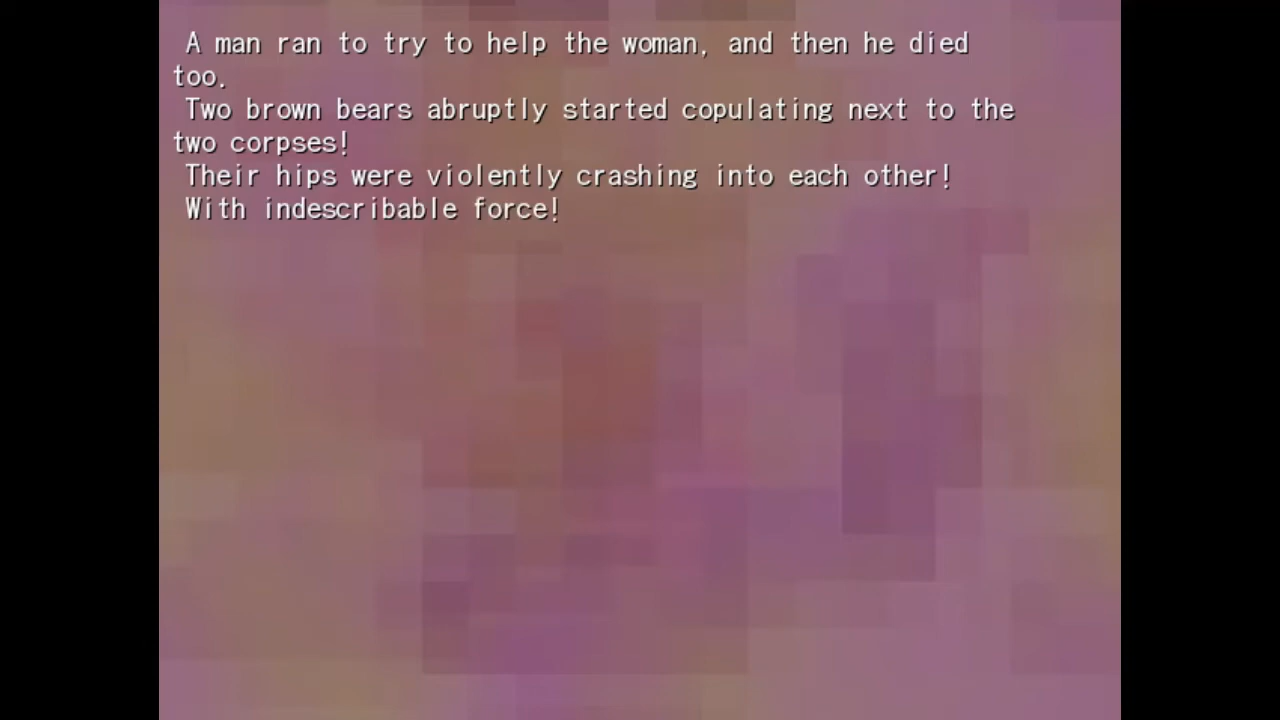 A man ran to try to help the woman, and then he died
too.
Two brown bears abruptly started copulating next to the
two corpses!
Their hips were violently crashing into each other!
With indescribable force!